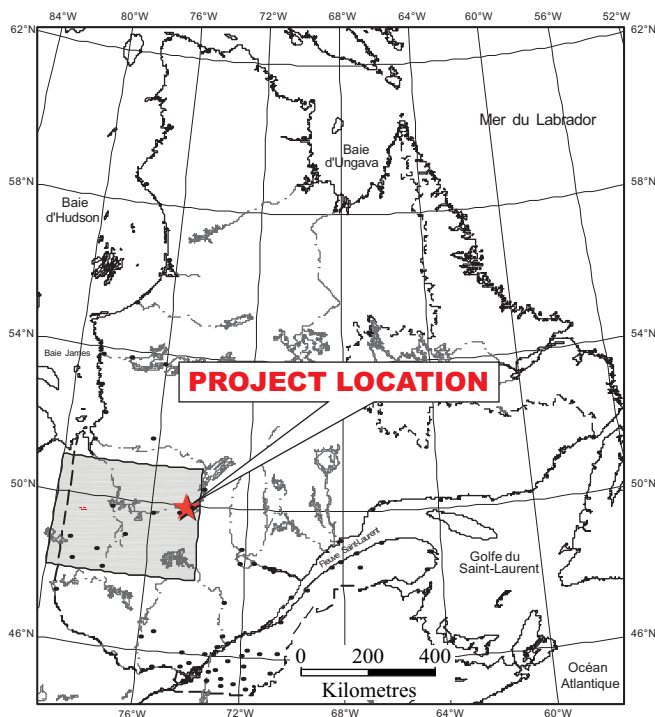 84°W 80°W 76°W 72°W 68°W 64°W 60°W 56°W 52°W
62°N
62°N
Mer du Labrador
Baie
d'Ungava
58°N
58°N
Baie
d'Hudson
54°N
54°N
Baie James
PROJECT LOCATION
50°N
50°N
Fleuve Saint-Laurent
Golfe du
Saint-Laurent
46°N
46°N
0 200 400
Kilometres
Océan
Atlantique
76°W 72°W 68°W 64°W 60°W